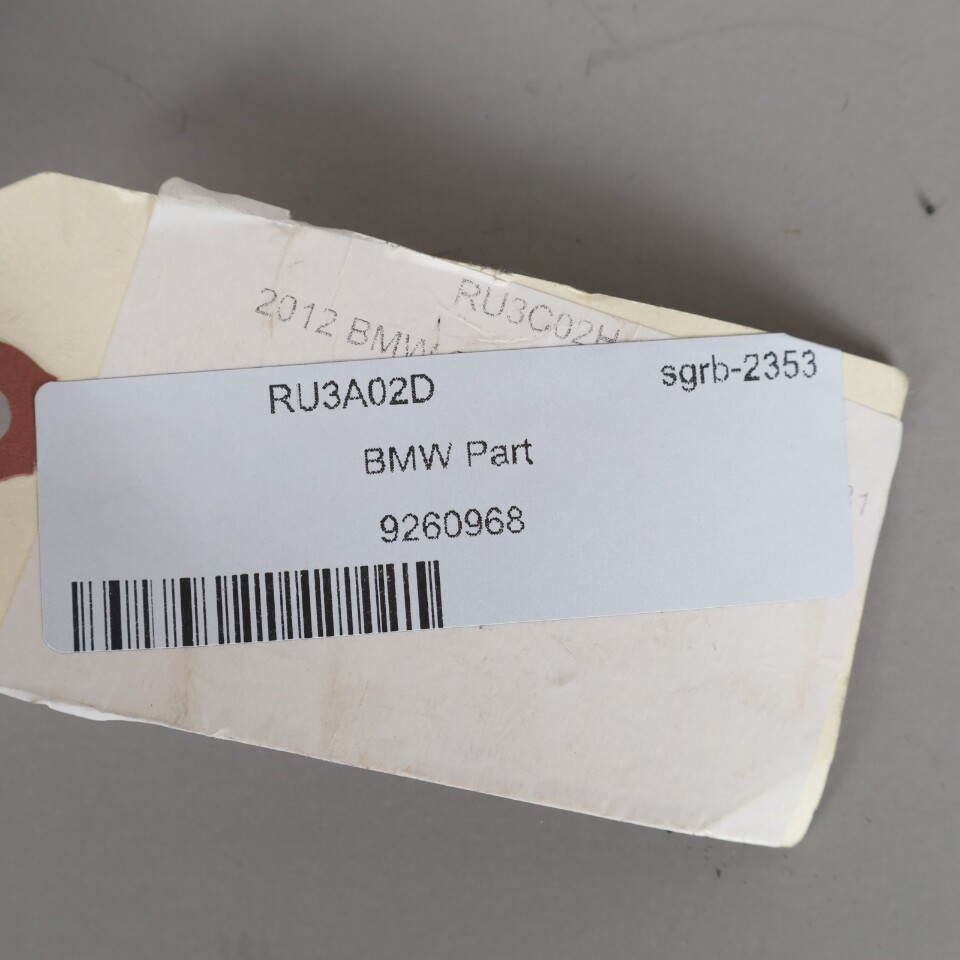 RU3C02H
2012 BMW
RU3A02D sgrb-2353
BMW Part
9260968